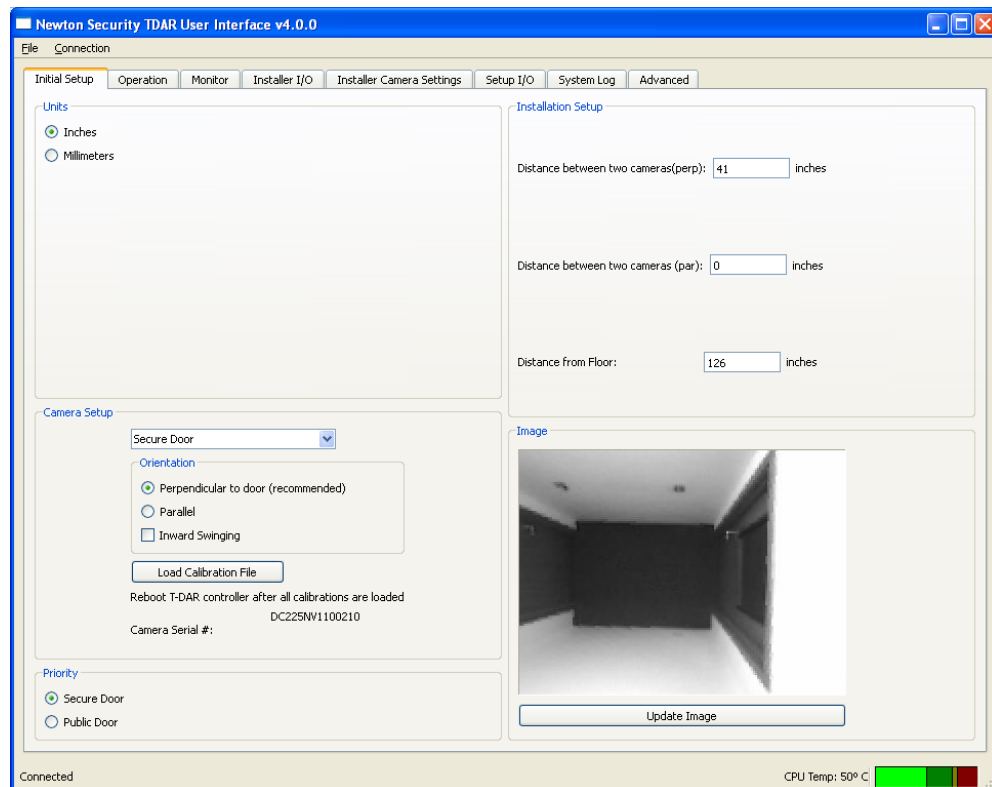 Newton Security TDAR User Interface v4.0.0
File Connection
Initial Setup Operation Monitor Installer I/O Installer Camera Settings Setup I/O System Log Advanced
Units
Inches
Millimeters
Installation Setup
Distance between two cameras(perp): 41 inches
Distance between two cameras (par): 0 inches
Distance from Floor: 126 inches
Camera Setup
Secure Door
Orientation
Perpendicular to door (recommended)
Parallel
Inward Swinging
Load Calibration File
Reboot T-DAR controller after all calibrations are loaded
DC225NV1100210
Camera Serial #:
Priority
Secure Door
Public Door
Image
Update Image
Connected
CPU Temp: 50º C